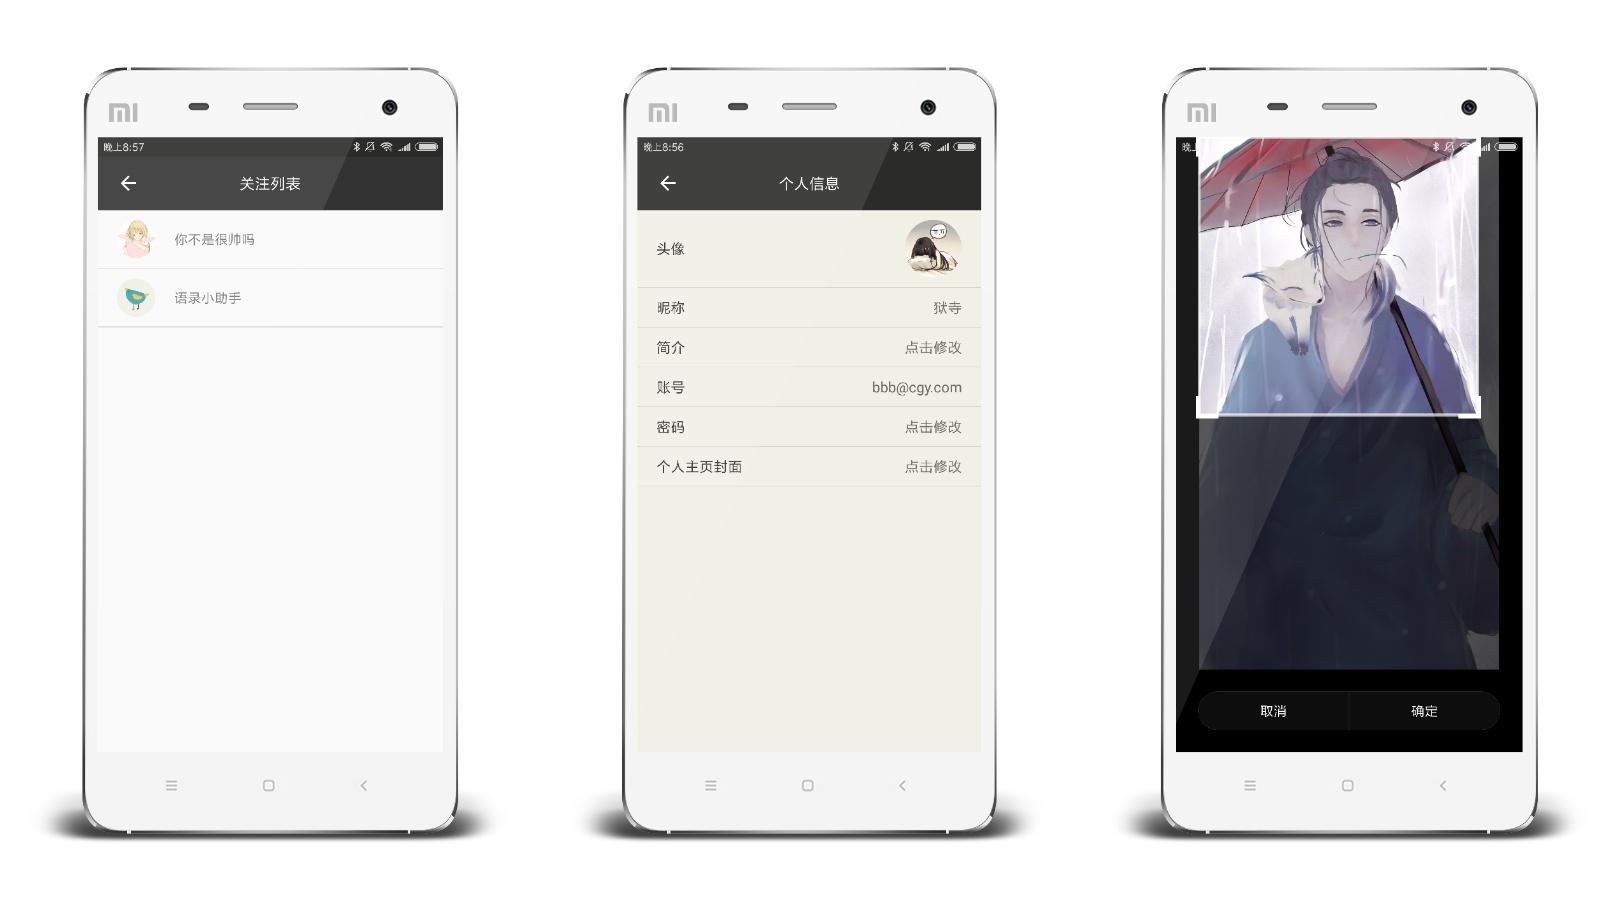 mi
晚上8:57
关注列表
你不是很帅吗
语录小助手
mi
晚上8:56
个人信息
头像
昵称 狱寺
简介 点击修改
账号 bbb@cgy.com
密码 点击修改
个人主页封面 点击修改
mi
晚上
取消 确定